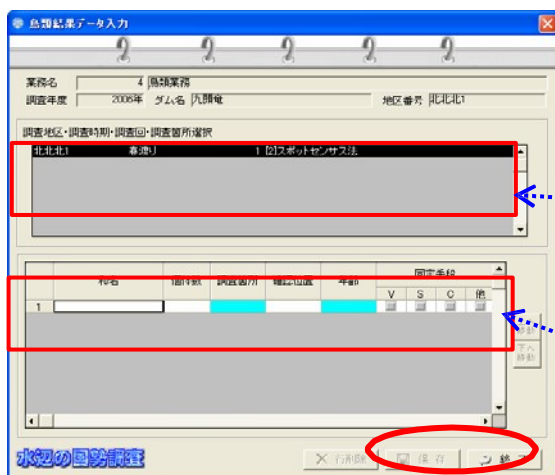 鳥類結果データ入力
業務名 4 鳥類業務
調査年度 2006年 ダム名 九頭竜 地区番号 北北北1
調査地区・調査時期・調査回・調査箇所選択
北北北1 春渡り 1 [2]スポットセンサス法
和名 個体数 調査箇所 確認位置 年齢 同定手段
V S C 他
1
移動
下へ
移動
水辺の国勢調査 行削除 保存 終了